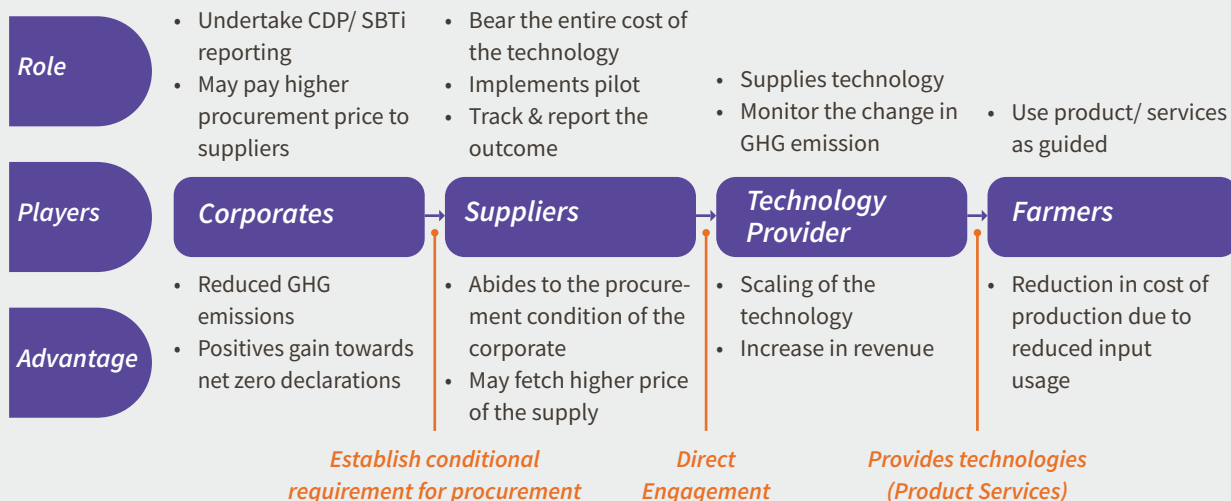 Role
• Undertake CDP/ SBTi
reporting
• May pay higher
procurement price to
suppliers
• Bear the entire cost of
the technology
• Implements pilot
• Track & report the
outcome
• Supplies technology
• Monitor the change in
GHG emission
• Use product/ services
as guided
Players
Corporates
Suppliers
Technology
Provider
Farmers
Advantage
• Reduced GHG
emissions
• Positives gain towards
net zero declarations
• Abides to the procure-
ment condition of the
corporate
• May fetch higher price
of the supply
• Scaling of the
technology
• Increase in revenue
• Reduction in cost of
production due to
reduced input
usage
Establish conditional
requirement for procurement
Direct
Engagement
Provides technologies
(Product Services)